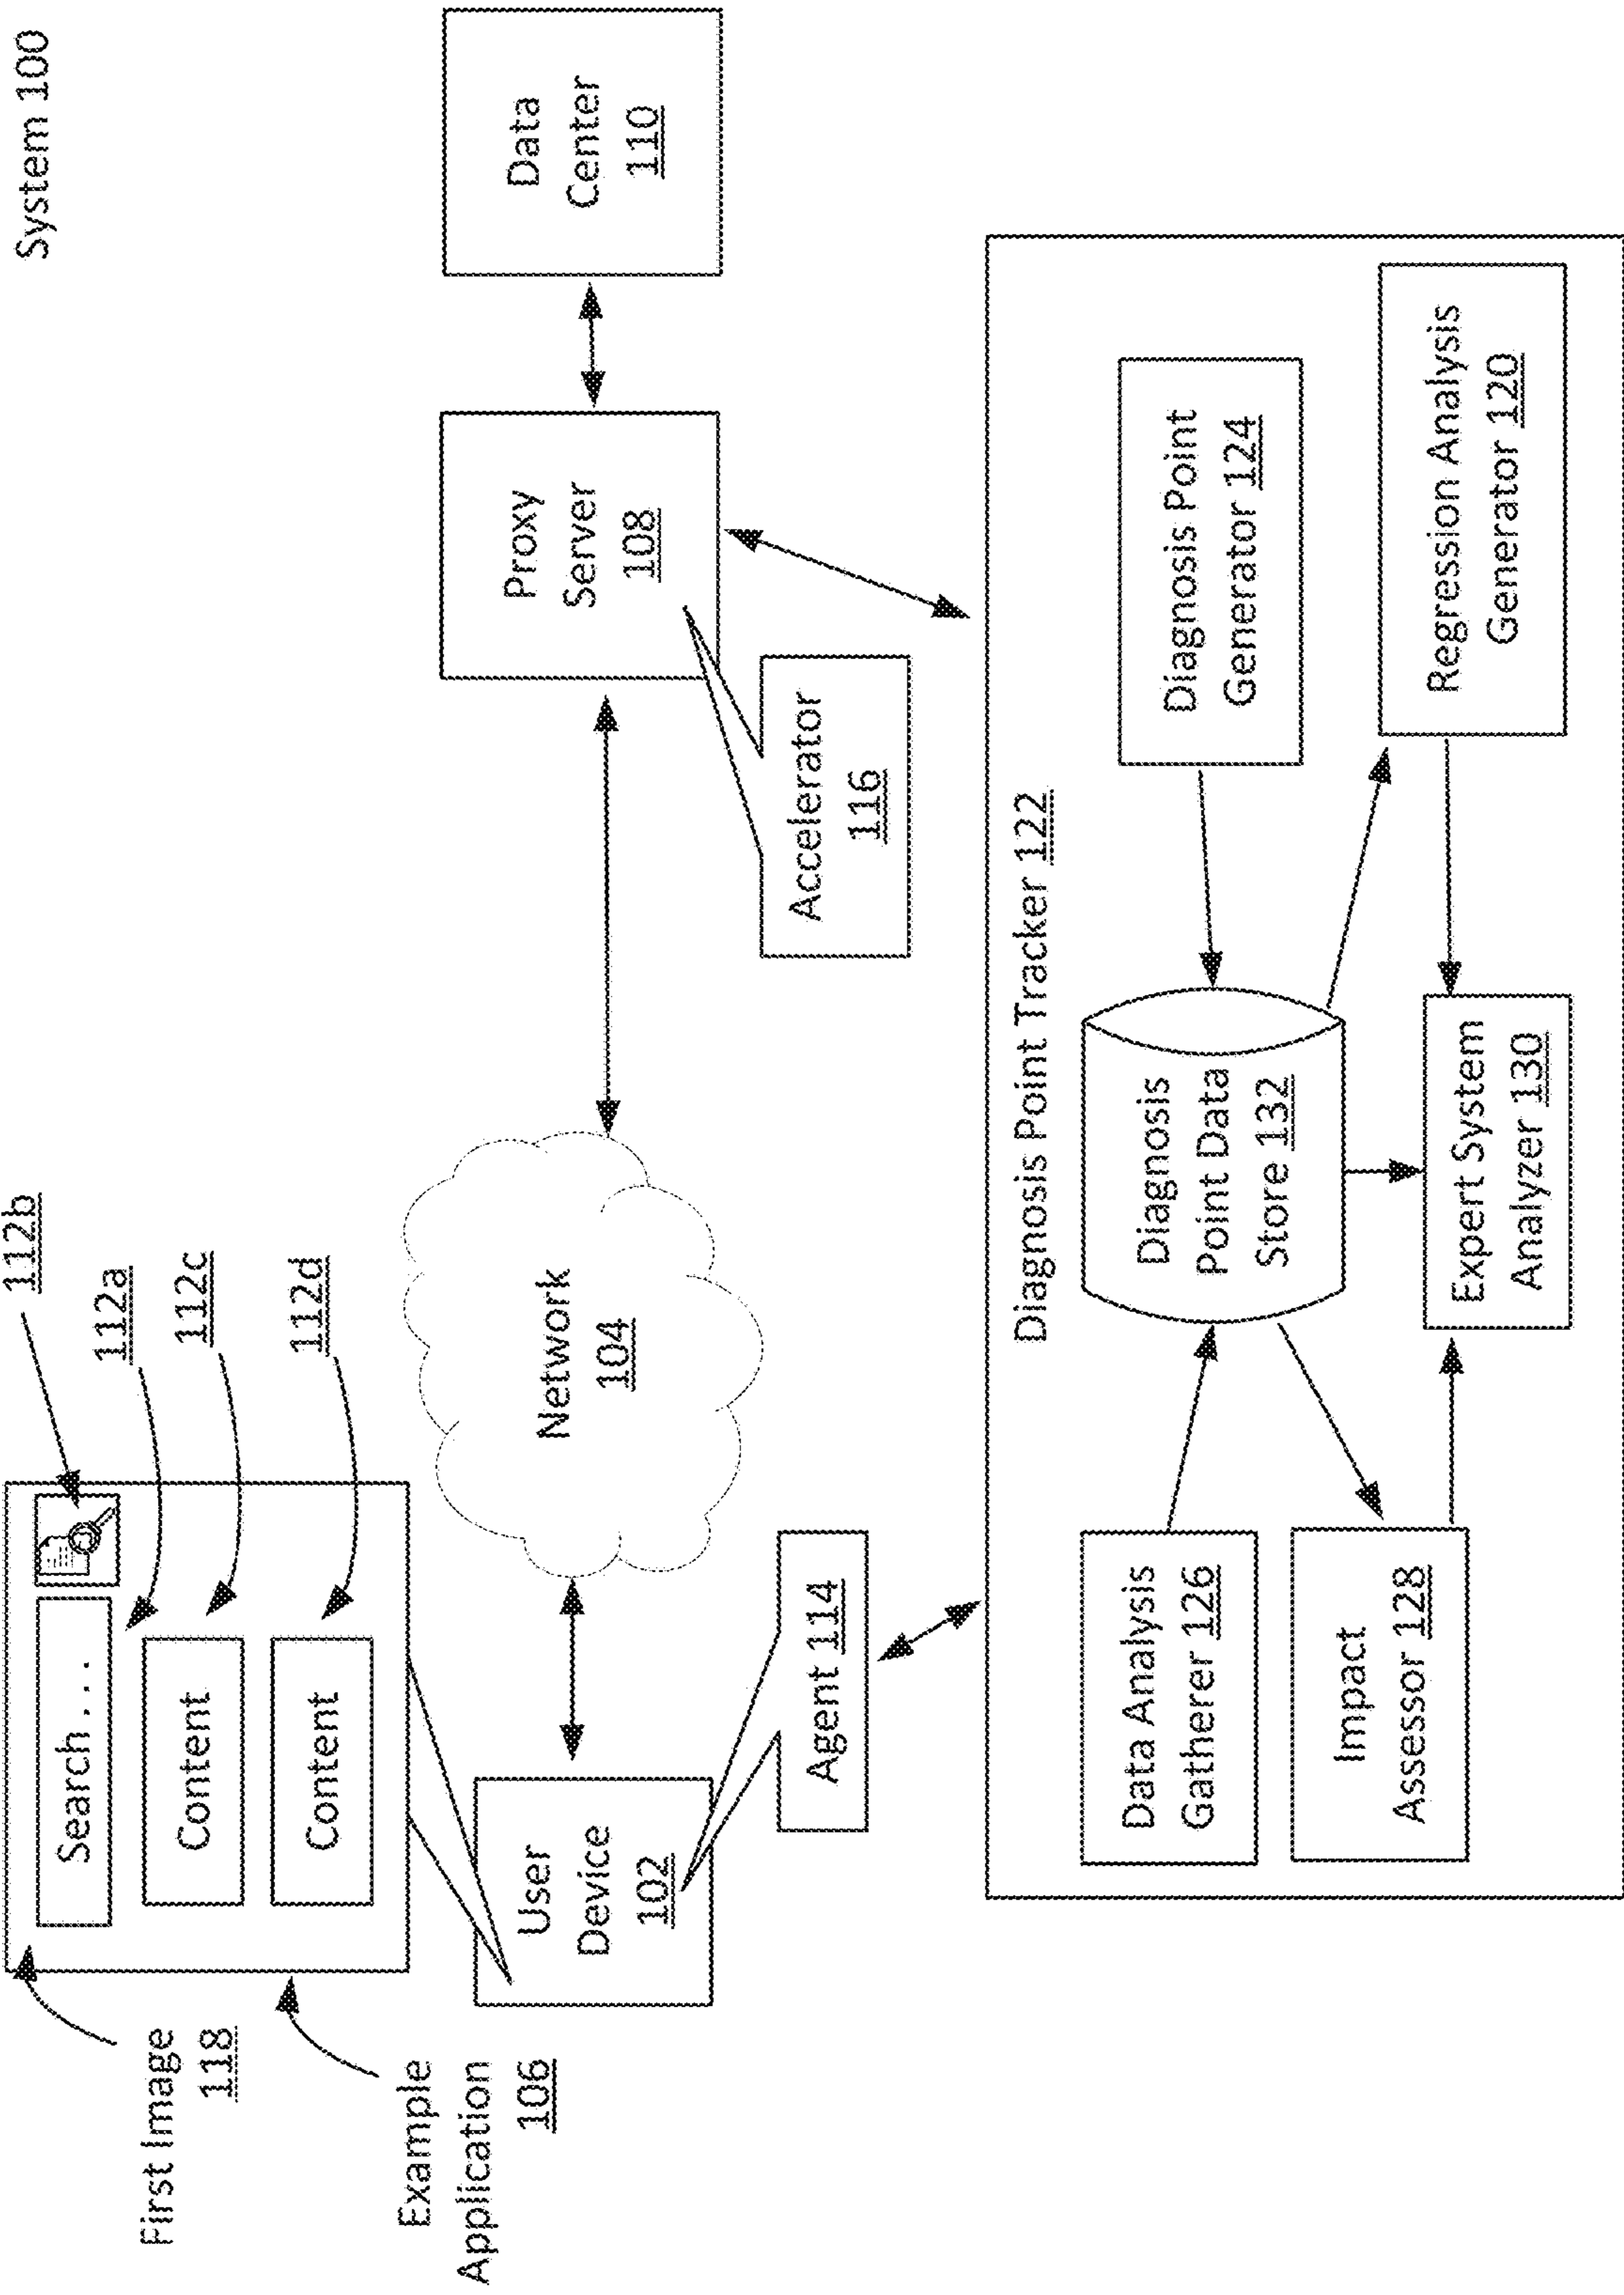 System 100
112b
112a
112c
112d
First Image
118
Search . . .
Content
Content
Example
Application
106
User
Device
102
Network
104
Proxy
Server
108
Data
Center
110
Agent 114
Accelerator
116
Diagnosis Point Tracker 122
Data Analysis
Gatherer 126
Diagnosis
Point Data
Store 132
Diagnosis Point
Generator 124
Impact
Assessor 128
Expert System
Analyzer 130
Regression Analysis
Generator 120